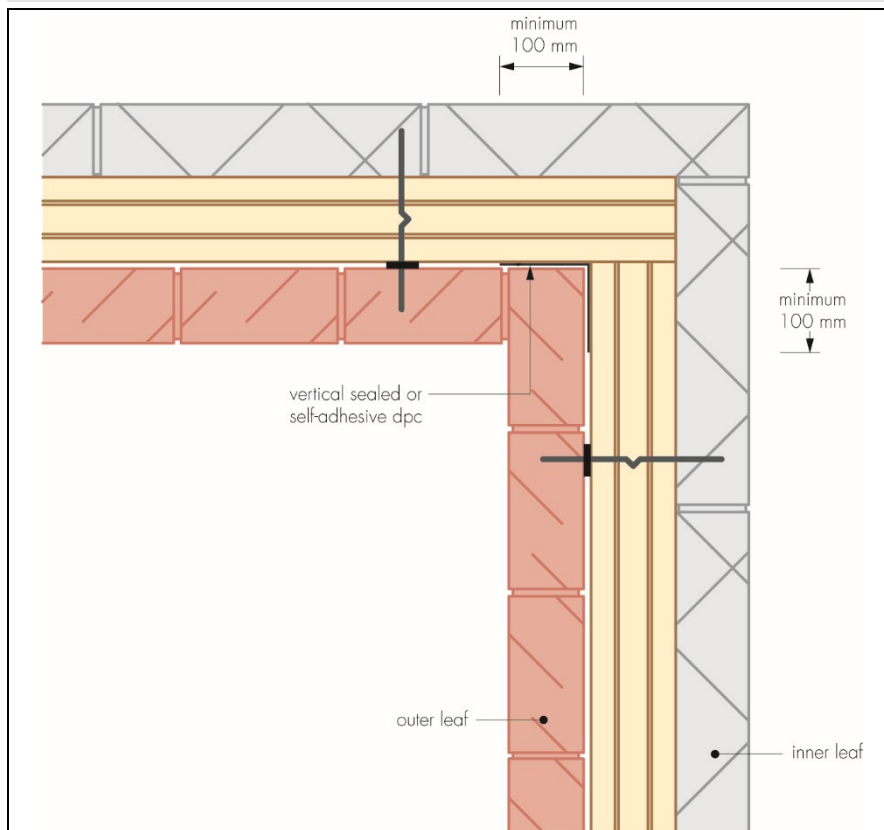 minimum
100 mm
minimum
100 mm
vertical sealed or
self-adhesive dpc
outer leaf
inner leaf